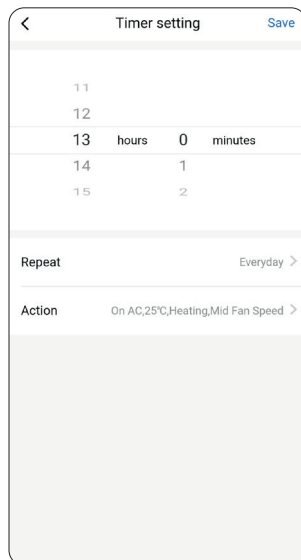 Timer setting Save
11
12
13 hours 0 minutes
14 1
15 2
Repeat Everyday >
Action On AC,25℃,Heating,Mid Fan Speed >